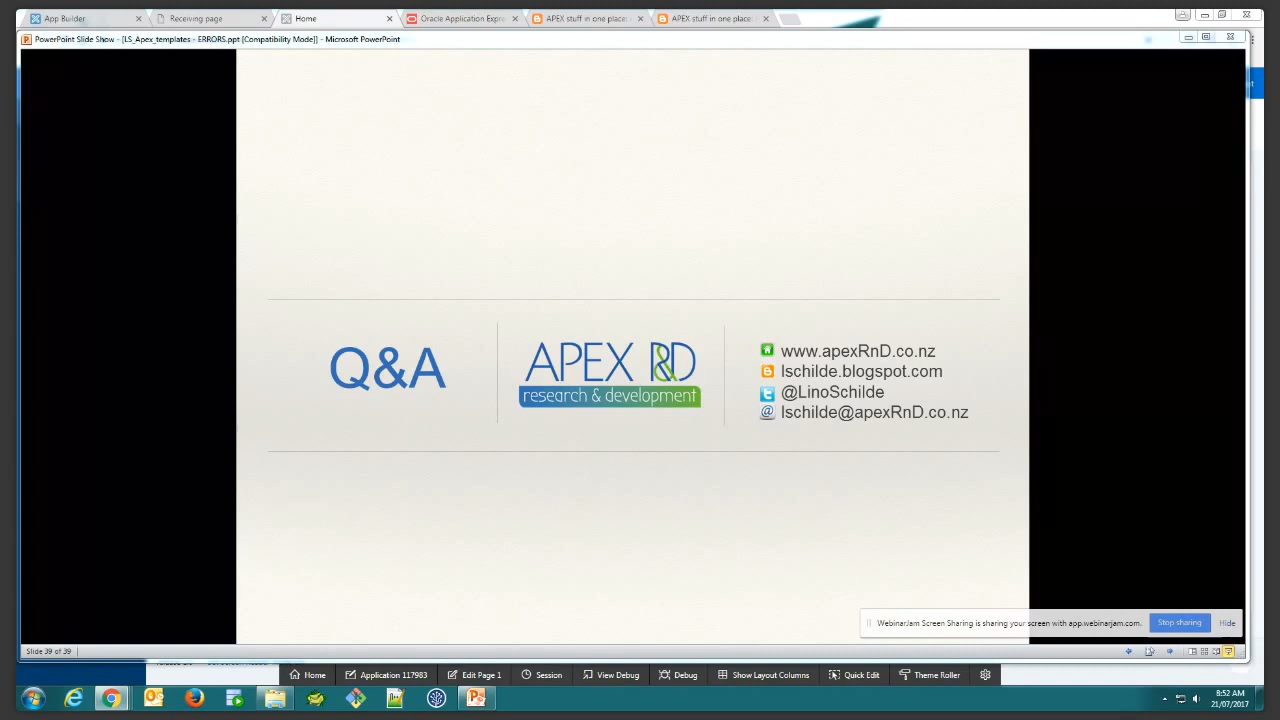 App Builder
Receiving page
Home
Oracle Application Expre
APEX stuff in one place:
APEX stuff in one place:
PowerPoint Slide Show - [LS_Apex_templates - ERRORS.ppt [Compatibility Mode]] - Microsoft PowerPoint
Q&A
APEX R&D
research & development
www.apexRnD.co.nz
lschilde.blogspot.com
@LinoSchilde
lschilde@apexRnD.co.nz
WebinarJam Screen Sharing is sharing your screen with app.webinarjam.com.
Stop sharing
Hide
Slide 39 of 39
Home
Application 117983
Edit Page 1
Session
View Debug
Debug
Show Layout Columns
Quick Edit
Theme Roller
8:52 AM
21/07/2017